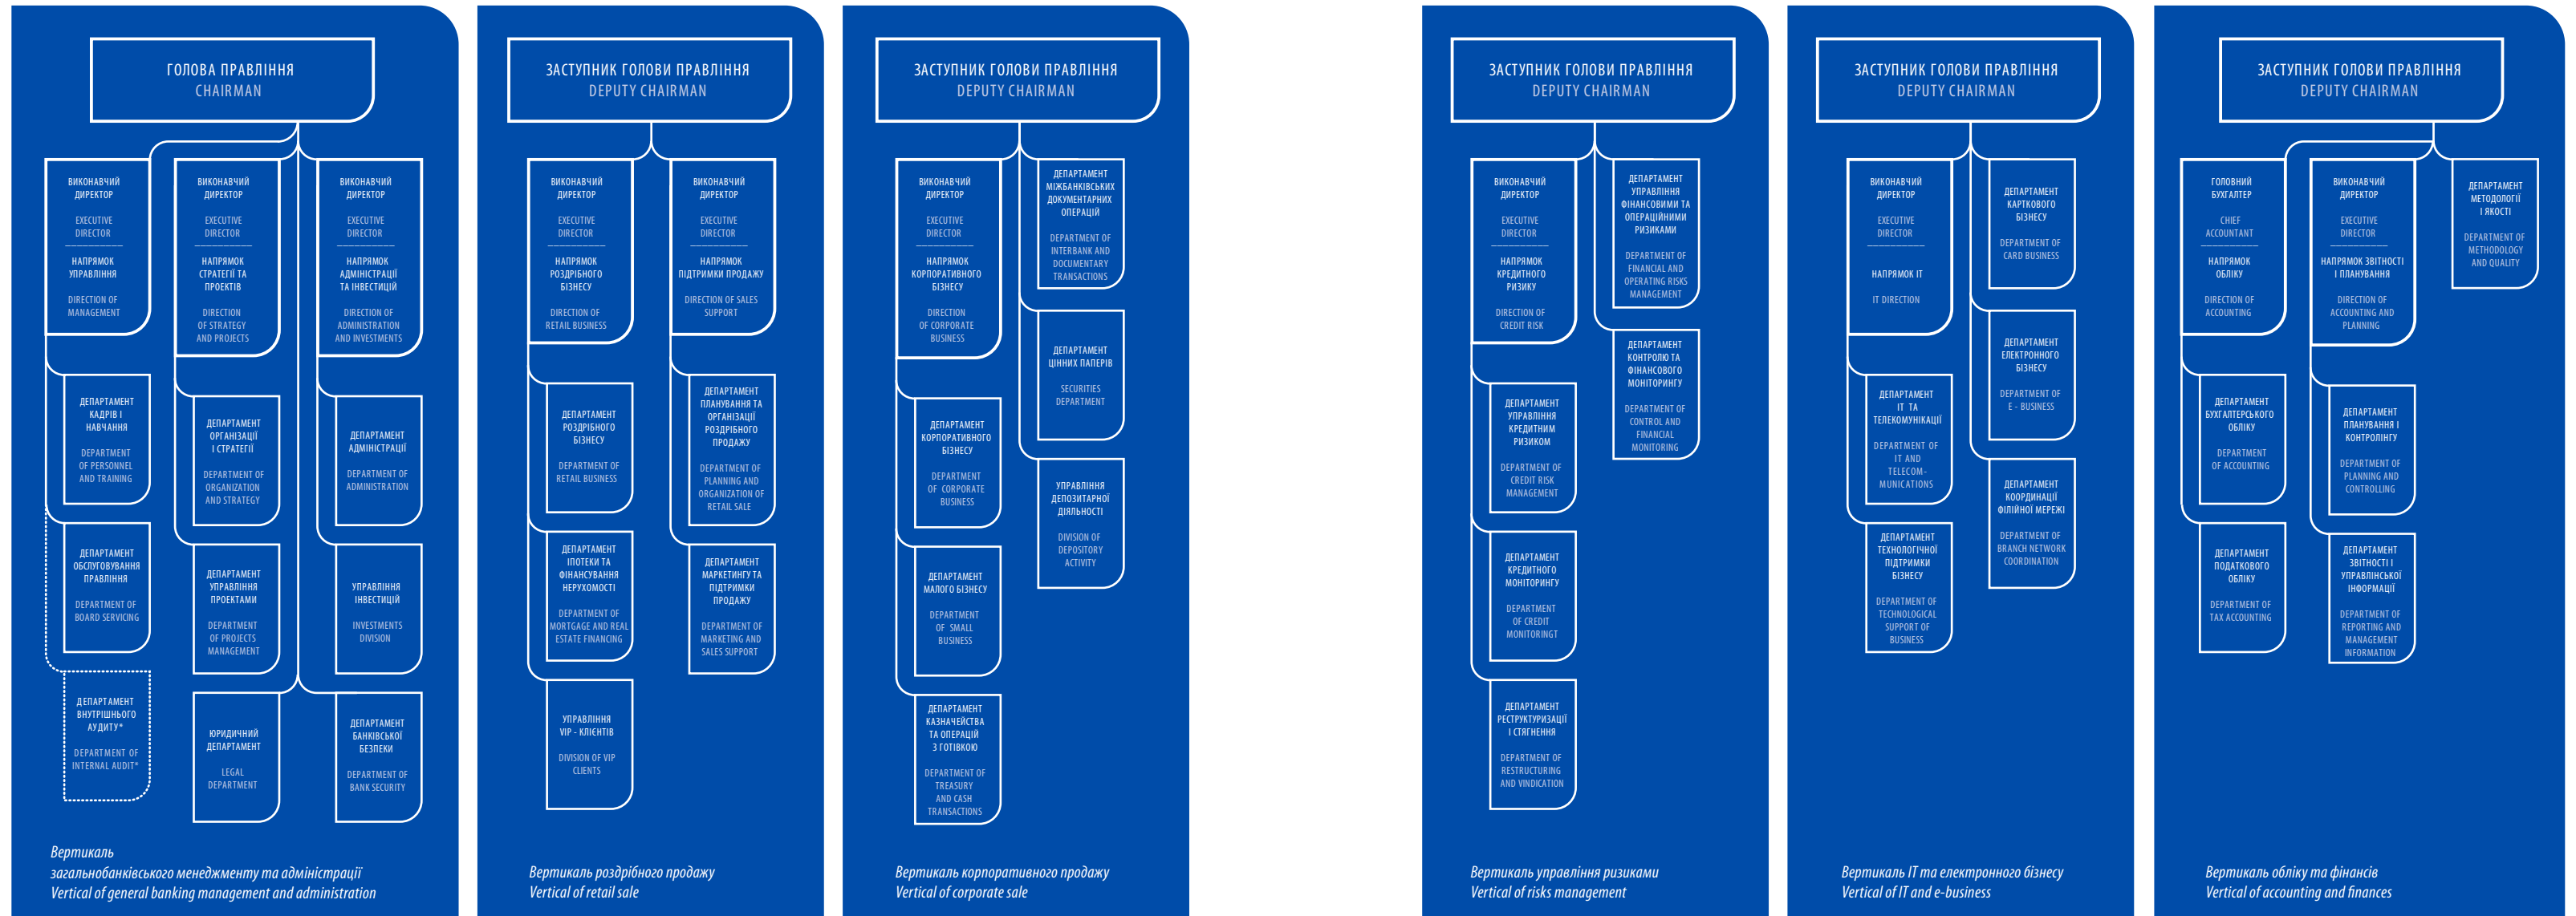 ГОЛОВА ПРАВЛІННЯ
CHAIRMAN
ВИКОНАВЧИЙ
ДИРЕКТОР
EXECUTIVE
DIRECTOR
НАПРЯМОК
УПРАВЛІННЯ
DIRECTION OF
MANAGEMENT
ДЕПАРТАМЕНТ
КАДРІВ І
НАВЧАННЯ
DEPARTMENT
OF PERSONNEL
AND TRAINING
ДЕПАРТАМЕНТ
ОБСЛУГОВУВАННЯ
ПРАВЛІННЯ
DEPARTMENT OF
BOARD SERVICING
ДЕПАРТАМЕНТ
ВНУТРІШНЬОГО
АУДИТУ*
DEPARTMENT OF
INTERNAL AUDIT*
ВИКОНАВЧИЙ
ДИРЕКТОР
EXECUTIVE
DIRECTOR
НАПРЯМОК
СТРАТЕГІЇ ТА
ПРОЕКТІВ
DIRECTION
OF STRATEGY
AND PROJECTS
ДЕПАРТАМЕНТ
ОРГАНІЗАЦІЇ
І СТРАТЕГІЇ
DEPARTMENT OF
ORGANIZATION
AND STRATEGY
ДЕПАРТАМЕНТ
УПРАВЛІННЯ
ПРОЕКТАМИ
DEPARTMENT
OF PROJECTS
MANAGEMENT
ЮРИДИЧНИЙ
ДЕПАРТАМЕНТ
LEGAL
DEPARTMENT
ВИКОНАВЧИЙ
ДИРЕКТОР
EXECUTIVE
DIRECTOR
НАПРЯМОК
АДМІНІСТРАЦІЇ
ТА ІНВЕСТИЦІЙ
DIRECTION OF
ADMINISTRATION
AND INVESTMENTS
ДЕПАРТАМЕНТ
АДМІНІСТРАЦІЇ
DEPARTMENT OF
ADMINISTRATION
УПРАВЛІННЯ
ІНВЕСТИЦІЙ
INVESTMENTS
DIVISION
ДЕПАРТАМЕНТ
БАНКІВСЬКОЇ
БЕЗПЕКИ
DEPARTMENT OF
BANK SECURITY
Вертикаль
загальнобанківського менеджменту та адміністрації
Vertical of general banking management and administration
ЗАСТУПНИК ГОЛОВИ ПРАВЛІННЯ
DEPUTY CHAIRMAN
ВИКОНАВЧИЙ
ДИРЕКТОР
EXECUTIVE
DIRECTOR
НАПРЯМОК
РОЗДРІБНОГО
БІЗНЕСУ
DIRECTION OF
RETAIL BUSINESS
ДЕПАРТАМЕНТ
РОЗДРІБНОГО
БІЗНЕСУ
DEPARTMENT OF
RETAIL BUSINESS
ДЕПАРТАМЕНТ
ІПОТЕКИ ТА
ФІНАНСУВАННЯ
НЕРУХОМОСТІ
DEPARTMENT OF
MORTGAGE AND REAL
ESTATE FINANCING
УПРАВЛІННЯ
VIP - КЛІЄНТІВ
DIVISION OF VIP
CLIENTS
ВИКОНАВЧИЙ
ДИРЕКТОР
EXECUTIVE
DIRECTOR
НАПРЯМОК
ПІДТРИМКИ ПРОДАЖУ
DIRECTION OF SALES
SUPPORT
ДЕПАРТАМЕНТ
ПЛАНУВАННЯ ТА
ОРГАНІЗАЦІЇ
РОЗДРІБНОГО
ПРОДАЖУ
DEPARTMENT OF
PLANNING AND
ORGANIZATION OF
RETAIL SALE
ДЕПАРТАМЕНТ
МАРКЕТИНГУ ТА
ПІДТРИМКИ
ПРОДАЖУ
DEPARTMENT OF
MARKETING AND
SALES SUPPORT
Вертикаль роздрібного продажу
Vertical of retail sale
ЗАСТУПНИК ГОЛОВИ ПРАВЛІННЯ
DEPUTY CHAIRMAN
ВИКОНАВЧИЙ
ДИРЕКТОР
EXECUTIVE
DIRECTOR
НАПРЯМОК
КОРПОРАТИВНОГО
БІЗНЕСУ
DIRECTION
OF CORPORATE
BUSINESS
ДЕПАРТАМЕНТ
КОРПОРАТИВНОГО
БІЗНЕСУ
DEPARTMENT
OF CORPORATE
BUSINESS
ДЕПАРТАМЕНТ
МАЛОГО БІЗНЕСУ
DEPARTMENT
OF SMALL
BUSINESS
ДЕПАРТАМЕНТ
КАЗНАЧЕЙСТВА
ТА ОПЕРАЦІЙ
З ГОТІВКОЮ
DEPARTMENT OF
TREASURY
AND CASH
TRANSACTIONS
ДЕПАРТАМЕНТ
МІЖБАНКІВСЬКИХ
ДОКУМЕНТАРНИХ
ОПЕРАЦІЙ
DEPARTMENT OF
INTERBANK AND
DOCUMENTARY
TRANSACTIONS
ДЕПАРТАМЕНТ
ЦІННИХ ПАПЕРІВ
SECURITIES
DEPARTMENT
УПРАВЛІННЯ
ДЕПОЗИТАРНОЇ
ДІЯЛЬНОСТІ
DIVISION OF
DEPOSITORY
ACTIVITY
Вертикаль корпоративного продажу
Vertical of corporate sale
ЗАСТУПНИК ГОЛОВИ ПРАВЛІННЯ
DEPUTY CHAIRMAN
ВИКОНАВЧИЙ
ДИРЕКТОР
EXECUTIVE
DIRECTOR
НАПРЯМОК
КРЕДИТНОГО
РИЗИКУ
DIRECTION OF
CREDIT RISK
ДЕПАРТАМЕНТ
УПРАВЛІННЯ
КРЕДИТНИМ
РИЗИКОМ
DEPARTMENT OF
CREDIT RISK
MANAGEMENT
ДЕПАРТАМЕНТ
КРЕДИТНОГО
МОНІТОРИНГУ
DEPARTMENT
OF CREDIT
MONITORINGT
ДЕПАРТАМЕНТ
РЕСТРУКТУРИЗАЦІЇ
І СТЯГНЕННЯ
DEPARTMENT OF
RESTRUCTURING
AND VINDICATION
ДЕПАРТАМЕНТ
УПРАВЛІННЯ
ФІНАНСОВИМИ ТА
ОПЕРАЦІЙНИМИ
РИЗИКАМИ
DEPARTMENT OF
FINANCIAL AND
OPERATING RISKS
MANAGEMENT
ДЕПАРТАМЕНТ
КОНТРОЛЮ ТА
ФІНАНСОВОГО
МОНІТОРИНГУ
DEPARTMENT OF
CONTROL AND
FINANCIAL
MONITORING
Вертикаль управління ризиками
Vertical of risks management
ЗАСТУПНИК ГОЛОВИ ПРАВЛІННЯ
DEPUTY CHAIRMAN
ВИКОНАВЧИЙ
ДИРЕКТОР
EXECUTIVE
DIRECTOR
НАПРЯМОК ІТ
IT DIRECTION
ДЕПАРТАМЕНТ
ІТ ТА
ТЕЛЕКОМУНІКАЦІЇ
DEPARTMENT OF
IT AND
TELECOM-
MUNICATIONS
ДЕПАРТАМЕНТ
ТЕХНОЛОГІЧНОЇ
ПІДТРИМКИ
БІЗНЕСУ
DEPARTMENT OF
TECHNOLOGICAL
SUPPORT OF
BUSINESS
ДЕПАРТАМЕНТ
КАРТКОВОГО
БІЗНЕСУ
DEPARTMENT OF
CARD BUSINESS
ДЕПАРТАМЕНТ
ЕЛЕКТРОННОГО
БІЗНЕСУ
DEPARTMENT OF
E - BUSINESS
ДЕПАРТАМЕНТ
КООРДИНАЦІЇ
ФІЛІЙНОЇ МЕРЕЖІ
DEPARTMENT OF
BRANCH NETWORK
COORDINATION
Вертикаль ІТ та електронного бізнесу
Vertical of IT and e-business
ЗАСТУПНИК ГОЛОВИ ПРАВЛІННЯ
DEPUTY CHAIRMAN
ГОЛОВНИЙ
БУХГАЛТЕР
CHIEF
ACCOUNTANT
НАПРЯМОК
ОБЛІКУ
DIRECTION OF
ACCOUNTING
ДЕПАРТАМЕНТ
БУХГАЛТЕРСЬКОГО
ОБЛІКУ
DEPARTMENT
OF ACCOUNTING
ДЕПАРТАМЕНТ
ПОДАТКОВОГО
ОБЛІКУ
DEPARTMENT OF
TAX ACCOUNTING
ВИКОНАВЧИЙ
ДИРЕКТОР
EXECUTIVE
DIRECTOR
НАПРЯМОК ЗВІТНОСТІ
І ПЛАНУВАННЯ
DIRECTION OF
ACCOUNTING AND
PLANNING
ДЕПАРТАМЕНТ
ПЛАНУВАННЯ І
КОНТРОЛІНГУ
DEPARTMENT OF
PLANNING AND
CONTROLLING
ДЕПАРТАМЕНТ
ЗВІТНОСТІ І
УПРАВЛІНСЬКОЇ
ІНФОРМАЦІЇ
DEPARTMENT OF
REPORTING AND
MANAGEMENT
INFORMATION
ДЕПАРТАМЕНТ
МЕТОДОЛОГІЇ
І ЯКОСТІ
DEPARTMENT OF
METHODOLOGY
AND QUALITY
Вертикаль обліку та фінансів
Vertical of accounting and finances